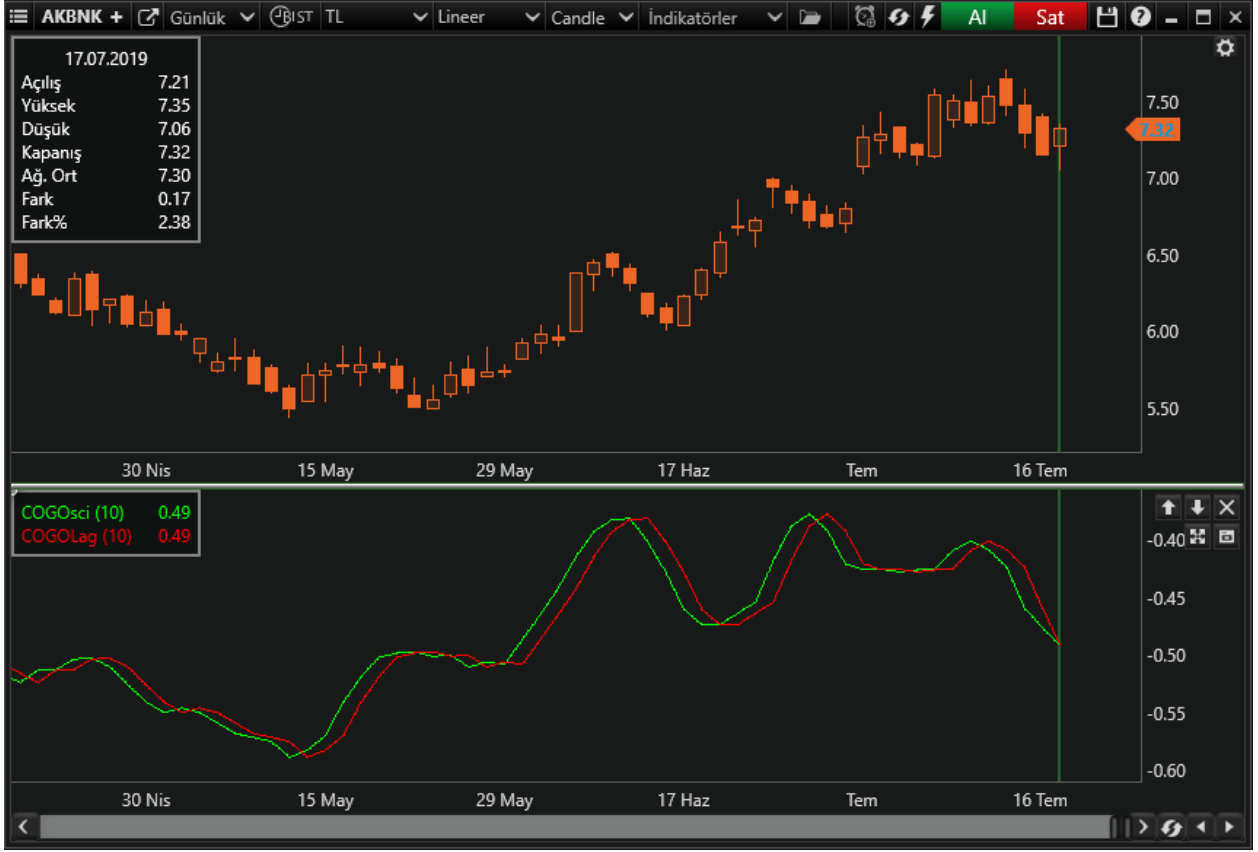 AKBNK + Günlük BIST TL Lineer Candle İndikatörler Al Sat
17.07.2019
Açılış 7.21
Yüksek 7.35
Düşük 7.06
Kapanış 7.32
Ağ. Ort 7.30
Fark 0.17
Fark% 2.38
7.50
7.32
7.00
6.50
6.00
5.50
30 Nis 15 May 29 May 17 Haz Tem 16 Tem
COGOsci (10) 0.49
COGOLag (10) 0.49
-0.40
-0.45
-0.50
-0.55
-0.60
30 Nis 15 May 29 May 17 Haz Tem 16 Tem